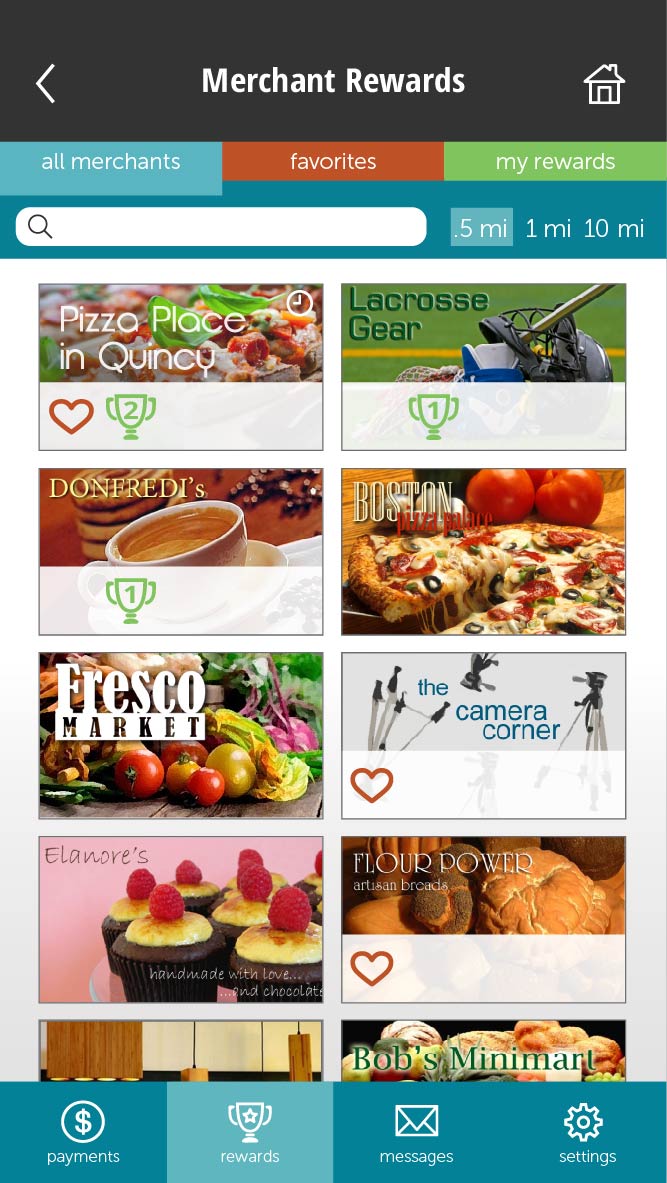 Merchant Rewards
all merchants
favorites
my rewards
.5 mi
1 mi
10 mi
Pizza Place
in Quincy
2
Lacrosse
Gear
1
DONFREDI's
1
BOSTON
pizza palace
Fresco
MARKET
the
camera
corner
Elanore's
handmade with love...
...and chocolate
FLOUR POWER
artisan breads
Bob's Minimart
$
payments
rewards
messages
settings